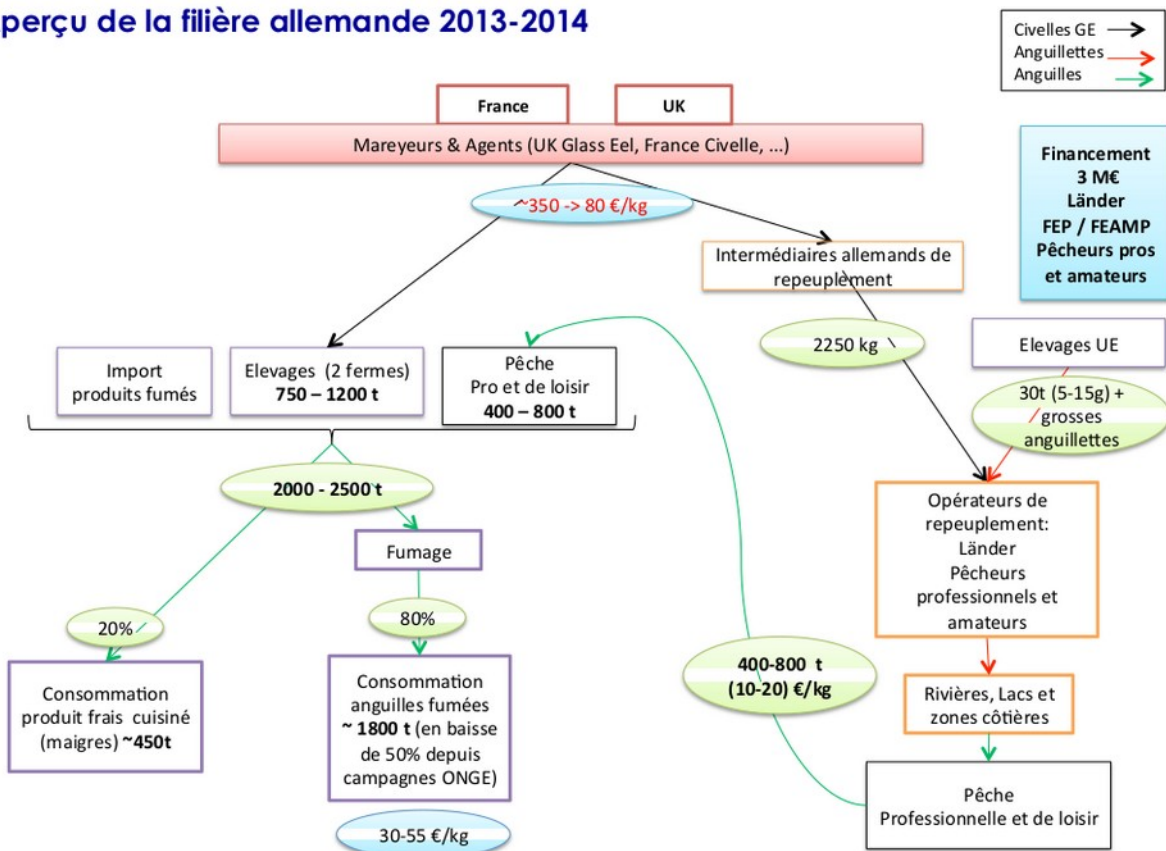 perçu de la filière allemande 2013-2014
Civelles GE
Anguillettes
Anguilles
France
UK
Mareyeurs & Agents (UK Glass Eel, France Civelle, ...)
Financement
3 M€
Länder
FEP / FEAMP
Pêcheurs pros
et amateurs
~350 -> 80 €/kg
Intermédiaires allemands de
repeuplement
2250 kg
Elevages UE
Import
produits fumés
Elevages (2 fermes)
750 – 1200 t
Pêche
Pro et de loisir
400 – 800 t
30t (5-15g) +
grosses
anguillettes
2000 - 2500 t
Opérateurs de
repeuplement:
Länder
Pêcheurs
professionnels et
amateurs
Fumage
20%
80%
400-800 t
(10-20) €/kg
Consommation
produit frais cuisiné
(maigres) ~450t
Consommation
anguilles fumées
~ 1800 t (en baisse
de 50% depuis
campagnes ONGE)
Rivières, Lacs et
zones côtières
Pêche
Professionnelle et de loisir
30-55 €/kg